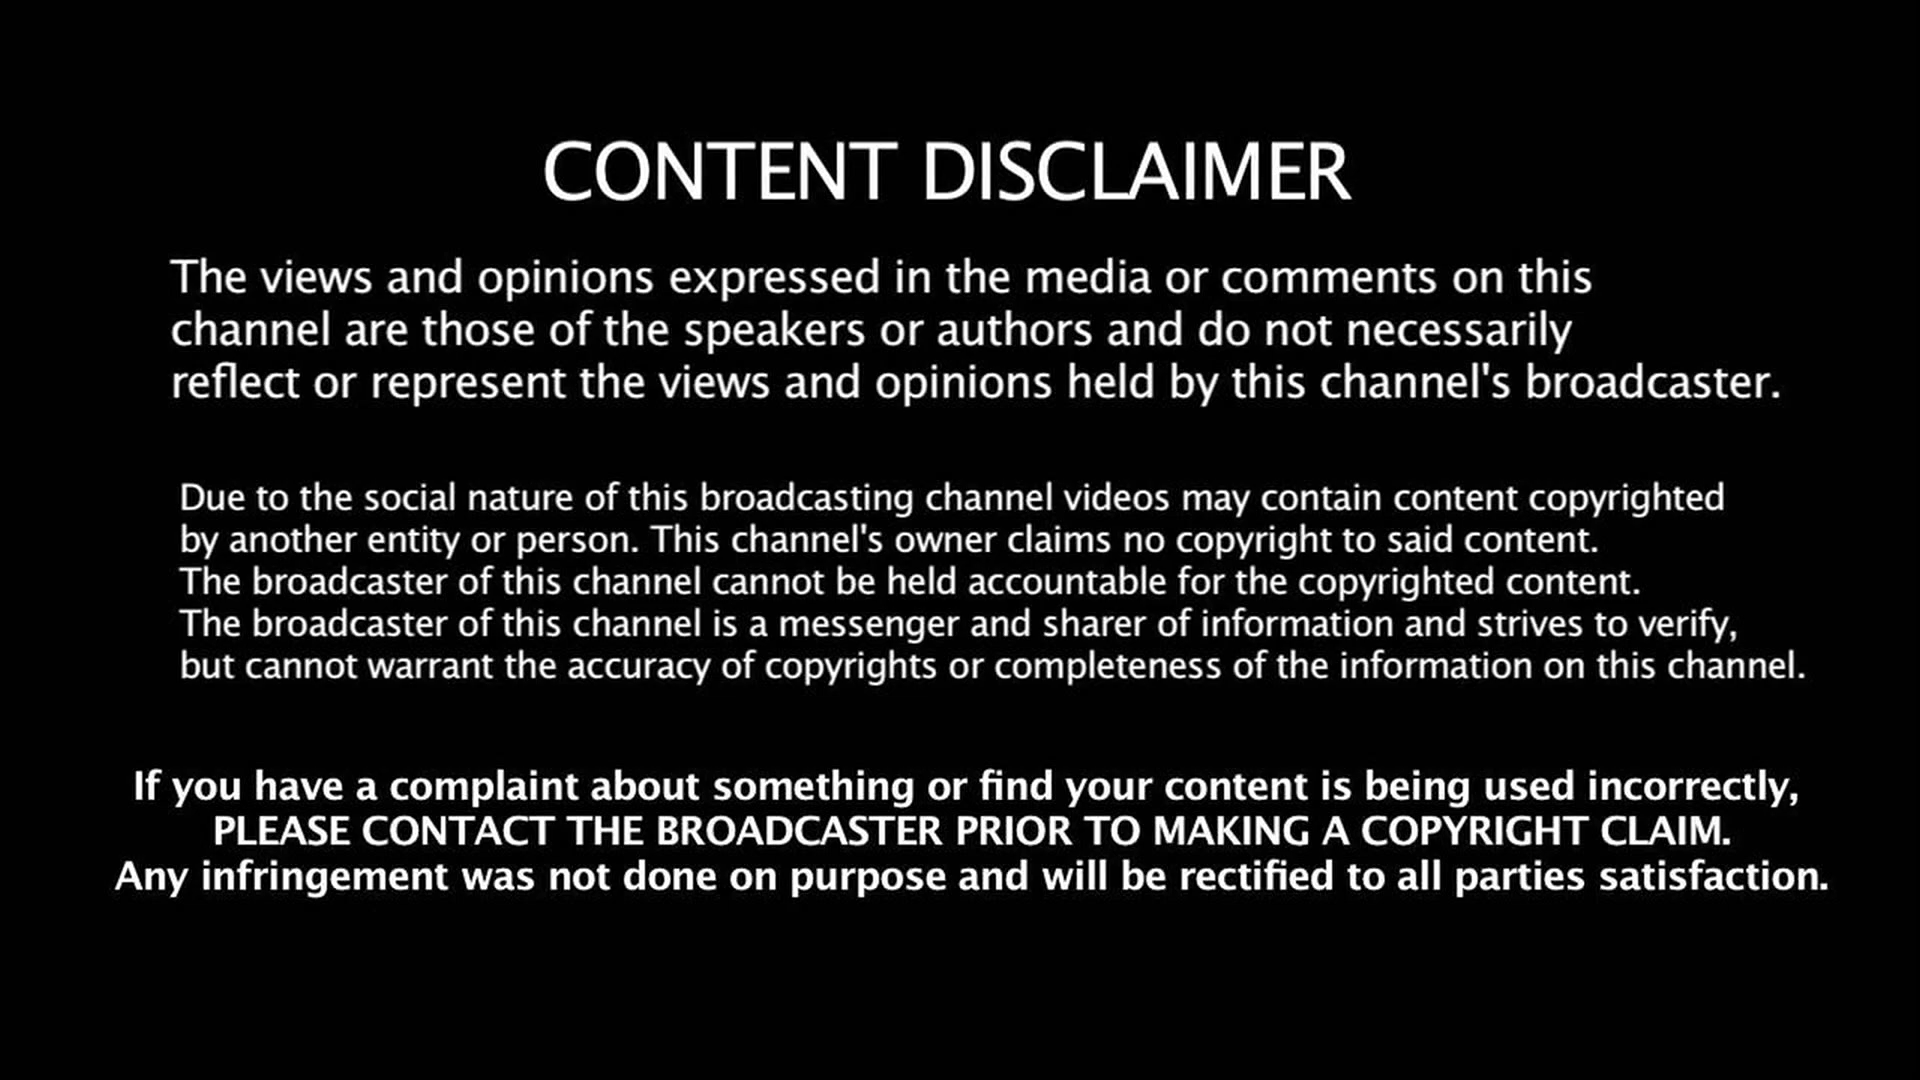 CONTENT DISCLAIMER
The views and opinions expressed in the media or comments on this
channel are those of the speakers or authors and do not necessarily
reflect or represent the views and opinions held by this channel's broadcaster.
Due to the social nature of this broadcasting channel videos may contain content copyrighted
by another entity or person. This channel's owner claims no copyright to said content.
The broadcaster of this channel cannot be held accountable for the copyrighted content.
The broadcaster of this channel is a messenger and sharer of information and strives to verify,
but cannot warrant the accuracy of copyrights or completeness of the information on this channel.
If you have a complaint about something or find your content is being used incorrectly,
PLEASE CONTACT THE BROADCASTER PRIOR TO MAKING A COPYRIGHT CLAIM.
Any infringement was not done on purpose and will be rectified to all parties satisfaction.